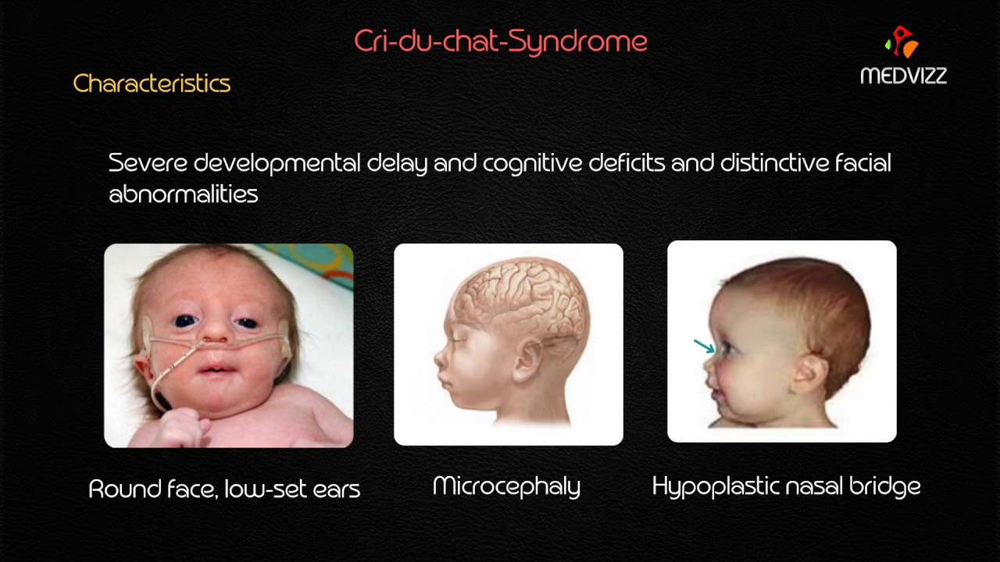 Cri-du-chat-Syndrome
MEDVIZZ
Characteristics
Severe developmental delay and cognitive deficits and distinctive facial
abnormalities
Round face, low-set ears
Microcephaly
Hypoplastic nasal bridge